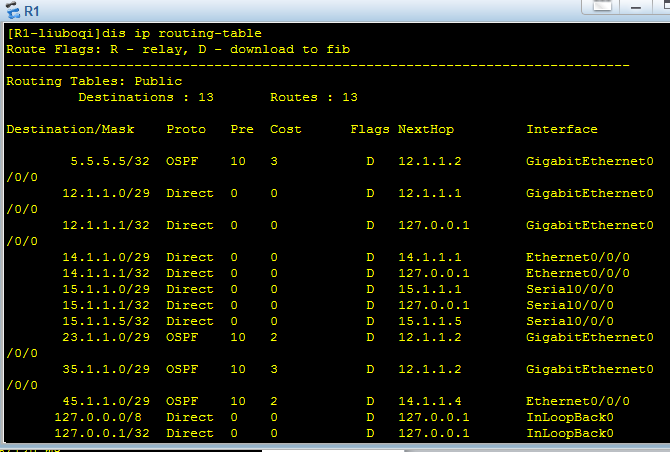 R1
[R1-liuboqi]dis ip routing-table
Route Flags: R - relay, D - download to fib
------------------------------------------------------------------------------
Routing Tables: Public
         Destinations : 13       Routes : 13

Destination/Mask    Proto   Pre  Cost      Flags NextHop         Interface

        5.5.5.5/32  OSPF    10   3           D   12.1.1.2        GigabitEthernet0
/0/0
       12.1.1.0/29  Direct  0    0           D   12.1.1.1        GigabitEthernet0
/0/0
       12.1.1.1/32  Direct  0    0           D   127.0.0.1       GigabitEthernet0
/0/0
       14.1.1.0/29  Direct  0    0           D   14.1.1.1        Ethernet0/0/0
       14.1.1.1/32  Direct  0    0           D   127.0.0.1       Ethernet0/0/0
       15.1.1.0/29  Direct  0    0           D   15.1.1.1        Serial0/0/0
       15.1.1.1/32  Direct  0    0           D   127.0.0.1       Serial0/0/0
       15.1.1.5/32  Direct  0    0           D   15.1.1.5        Serial0/0/0
       23.1.1.0/29  OSPF    10   2           D   12.1.1.2        GigabitEthernet0
/0/0
       35.1.1.0/29  OSPF    10   3           D   12.1.1.2        GigabitEthernet0
/0/0
       45.1.1.0/29  OSPF    10   2           D   14.1.1.4        Ethernet0/0/0
      127.0.0.0/8   Direct  0    0           D   127.0.0.1       InLoopBack0
      127.0.0.1/32  Direct  0    0           D   127.0.0.1       InLoopBack0